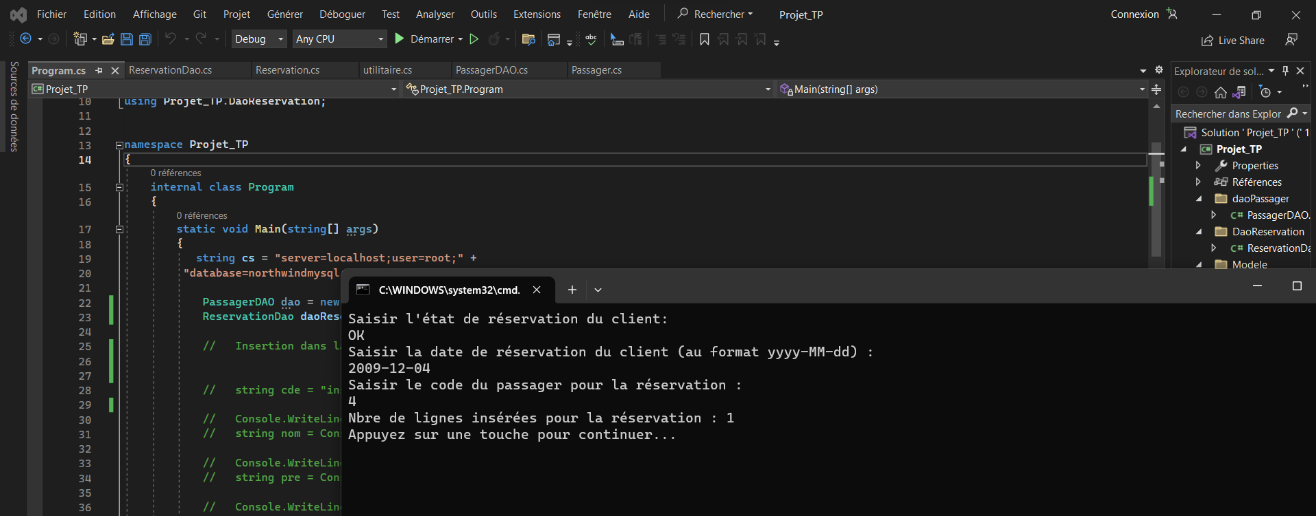 Fichier Edition Affichage Git Projet Générer Déboguer Test Analyser Outils Extensions Fenêtre Aide Rechercher Projet_TP Connexion
Debug Any CPU Démarrer abc Live Share
Sources de données
Program.cs ReservationDao.cs Reservation.cs utilitaire.cs PassagerDAO.cs Passager.cs
Projet_TP Projet_TP.Program Main(string[] args)
10 using Projet_TP.DaoReservation;
11
12
13 namespace Projet_TP
14 {
0 références
15 internal class Program
16 {
0 références
17 static void Main(string[] args)
18 {
19 string cs = "server=localhost;user=root;" +
20 "database=northwindmysql
21
22 PassagerDAO dao = new
23 ReservationDao daoRes
24
25 // Insertion dans l
26
27
28 // string cde = "in
29
30 // Console.WriteLin
31 // string nom = Con
32
33 // Console.WriteLin
34 // string pre = Con
35
36 // Console.WriteLin
Explorateur de sol...
Rechercher dans Explor
Solution ' Projet_TP ' (' 1
C# Projet_TP
Properties
Références
daoPassager
C# PassagerDAO.
DaoReservation
C# ReservationDa
Modele
C:\WINDOWS\system32\cmd.
Saisir l'état de réservation du client:
OK
Saisir la date de réservation du client (au format yyyy-MM-dd) :
2009-12-04
Saisir le code du passager pour la réservation :
4
Nbre de lignes insérées pour la réservation : 1
Appuyez sur une touche pour continuer...